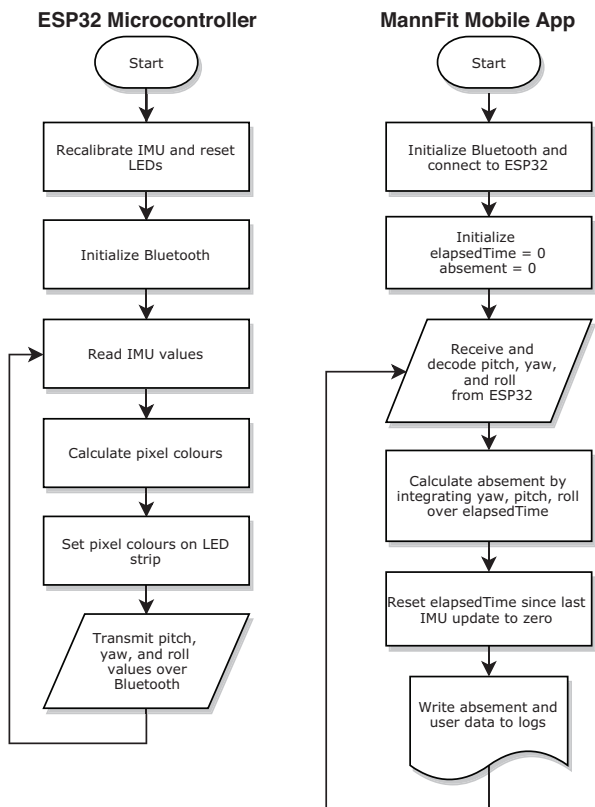 ESP32 Microcontroller
Start
Recalibrate IMU and reset
LEDs
Initialize Bluetooth
Read IMU values
Calculate pixel colours
Set pixel colours on LED
strip
Transmit pitch,
yaw, and roll
values over
Bluetooth
MannFit Mobile App
Start
Initialize Bluetooth and
connect to ESP32
Initialize
elapsedTime = 0
absement = 0
Receive and
decode pitch, yaw,
and roll
from ESP32
Calculate absement by
integrating yaw, pitch, roll
over elapsedTime
Reset elapsedTime since last
IMU update to zero
Write absement and
user data to logs